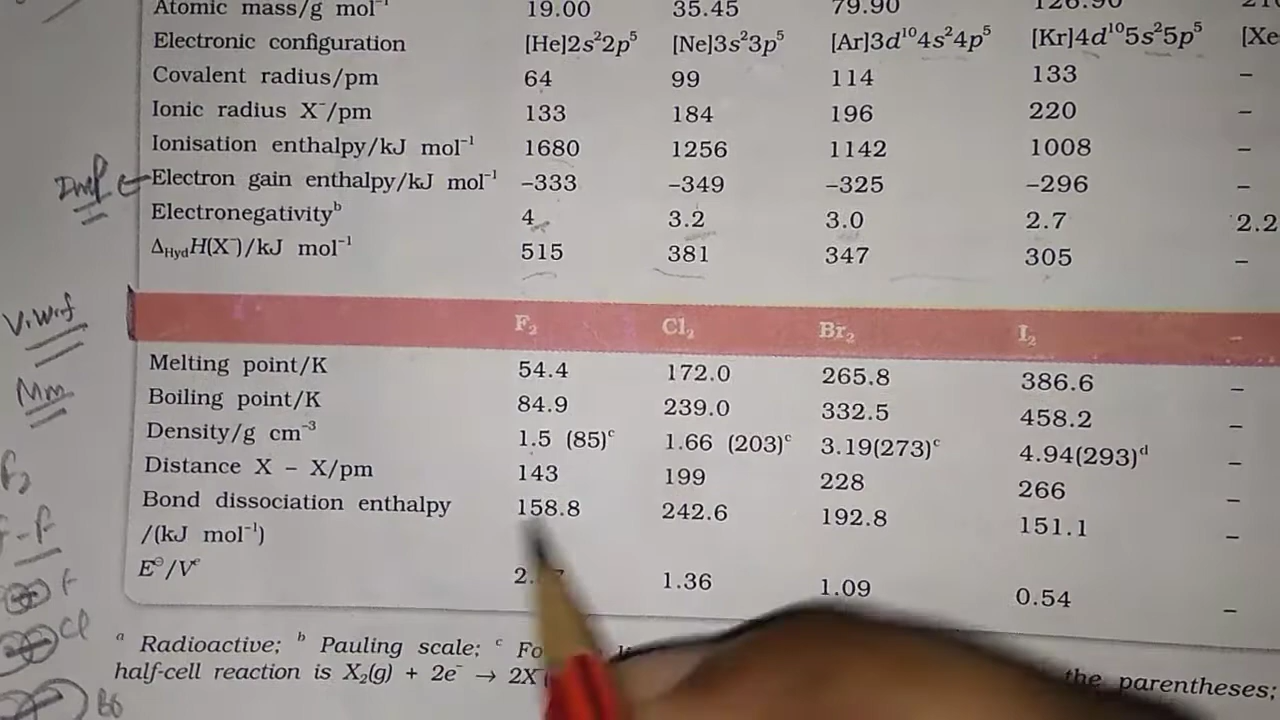 Atomic mass/g mol⁻¹ 19.00 35.45 79.90 126.90
Electronic configuration [He]2s²2p⁵ [Ne]3s²3p⁵ [Ar]3d¹⁰4s²4p⁵ [Kr]4d¹⁰5s²5p⁵ [Xe
Covalent radius/pm 64 99 114 133 –
Ionic radius X⁻/pm 133 184 196 220 –
Ionisation enthalpy/kJ mol⁻¹ 1680 1256 1142 1008 –
Imp Electron gain enthalpy/kJ mol⁻¹ –333 –349 –325 –296 –
Electronegativityᵇ 4 3.2 3.0 2.7 2.2
ΔHydH(X⁻)/kJ mol⁻¹ 515 381 347 305 –
F₂ Cl₂ Br₂ I₂ –
Melting point/K 54.4 172.0 265.8 386.6 –
Boiling point/K 84.9 239.0 332.5 458.2 –
Density/g cm⁻³ 1.5 (85)ᶜ 1.66 (203)ᶜ 3.19(273)ᶜ 4.94(293)ᵈ –
Distance X – X/pm 143 199 228 266 –
Bond dissociation enthalpy 158.8 242.6 192.8 151.1 –
/(kJ mol⁻¹)
E⊖/Vᵉ 1.36 1.09 0.54 –
F
Cl
ᵃ Radioactive; ᵇ Pauling scale; ᶜ
the parentheses;
half-cell reaction is X₂(g) + 2e⁻ → 2X⁻